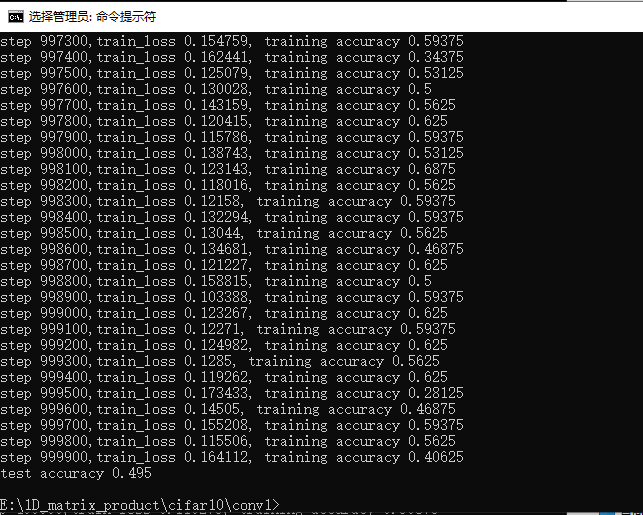 选择管理员: 命令提示符
step 997300,train_loss 0.154759, training accuracy 0.59375
step 997400,train_loss 0.162441, training accuracy 0.34375
step 997500,train_loss 0.125079, training accuracy 0.53125
step 997600,train_loss 0.130028, training accuracy 0.5
step 997700,train_loss 0.143159, training accuracy 0.5625
step 997800,train_loss 0.120415, training accuracy 0.625
step 997900,train_loss 0.115786, training accuracy 0.59375
step 998000,train_loss 0.138743, training accuracy 0.53125
step 998100,train_loss 0.123143, training accuracy 0.6875
step 998200,train_loss 0.118016, training accuracy 0.5625
step 998300,train_loss 0.12158, training accuracy 0.59375
step 998400,train_loss 0.132294, training accuracy 0.59375
step 998500,train_loss 0.13044, training accuracy 0.5625
step 998600,train_loss 0.134681, training accuracy 0.46875
step 998700,train_loss 0.121227, training accuracy 0.625
step 998800,train_loss 0.158815, training accuracy 0.5
step 998900,train_loss 0.103388, training accuracy 0.59375
step 999000,train_loss 0.123267, training accuracy 0.625
step 999100,train_loss 0.12271, training accuracy 0.59375
step 999200,train_loss 0.124982, training accuracy 0.625
step 999300,train_loss 0.1285, training accuracy 0.5625
step 999400,train_loss 0.119262, training accuracy 0.625
step 999500,train_loss 0.173433, training accuracy 0.28125
step 999600,train_loss 0.14505, training accuracy 0.46875
step 999700,train_loss 0.155208, training accuracy 0.59375
step 999800,train_loss 0.115506, training accuracy 0.5625
step 999900,train_loss 0.164112, training accuracy 0.40625
test accuracy 0.495
E:\1D_matrix_product\cifar10\conv1>